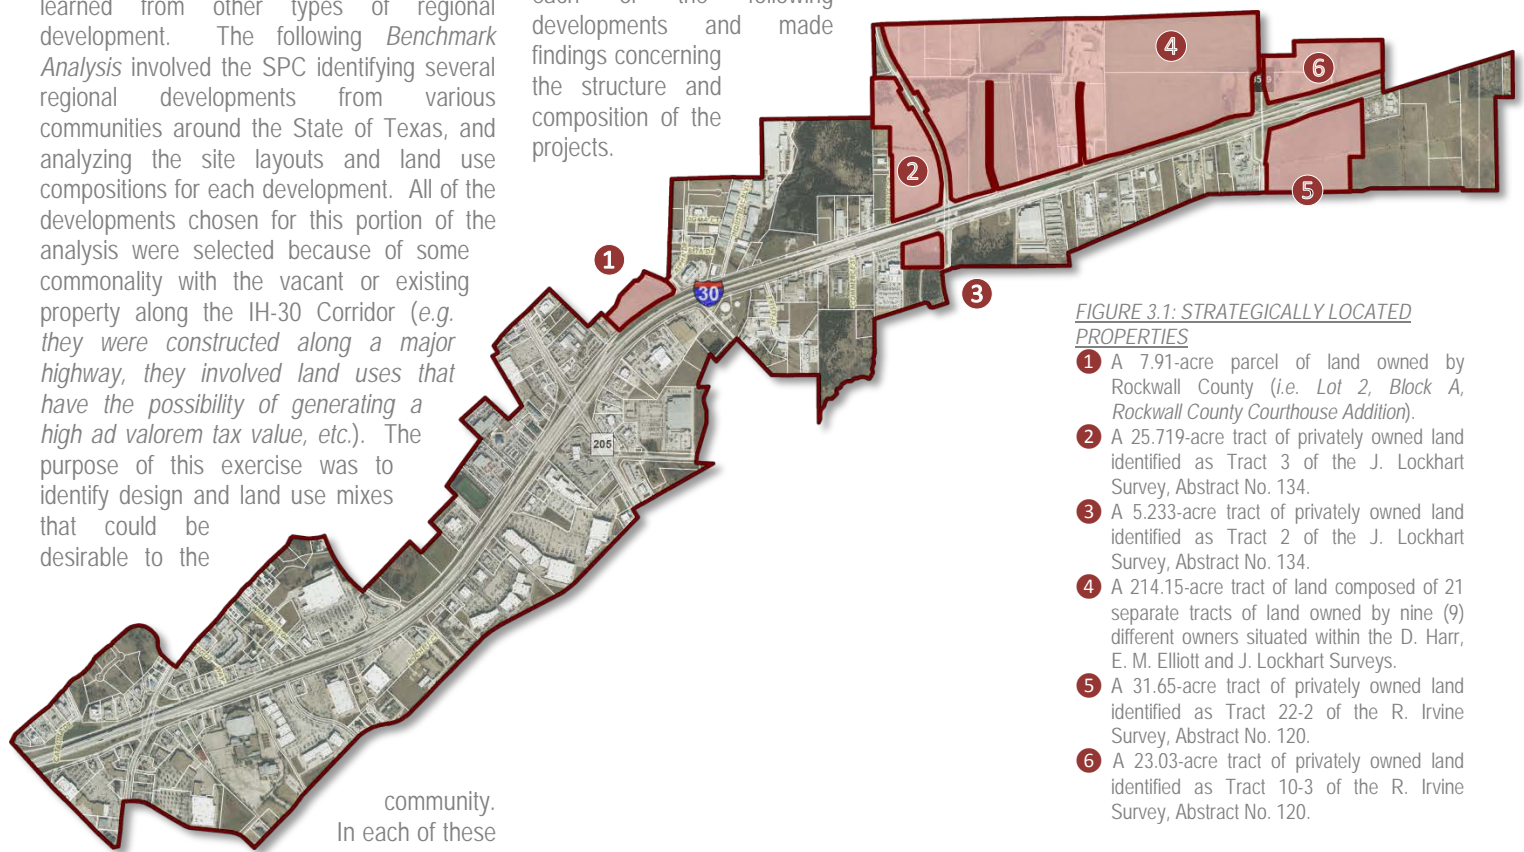 learned from other types of regional
development. The following Benchmark
Analysis involved the SPC identifying several
regional developments from various
communities around the State of Texas, and
analyzing the site layouts and land use
compositions for each development. All of the
developments chosen for this portion of the
analysis were selected because of some
commonality with the vacant or existing
property along the IH-30 Corridor (e.g.
they were constructed along a major
highway, they involved land uses that
have the possibility of generating a
high ad valorem tax value, etc.). The
purpose of this exercise was to
identify design and land use mixes
that could be
desirable to the
community.
In each of these
each of the following
developments and made
findings concerning
the structure and
composition of the
projects.
1
2
3
4
5
6
30
205
FIGURE 3.1: STRATEGICALLY LOCATED
PROPERTIES
1 A 7.91-acre parcel of land owned by
Rockwall County (i.e. Lot 2, Block A,
Rockwall County Courthouse Addition).
2 A 25.719-acre tract of privately owned land
identified as Tract 3 of the J. Lockhart
Survey, Abstract No. 134.
3 A 5.233-acre tract of privately owned land
identified as Tract 2 of the J. Lockhart
Survey, Abstract No. 134.
4 A 214.15-acre tract of land composed of 21
separate tracts of land owned by nine (9)
different owners situated within the D. Harr,
E. M. Elliott and J. Lockhart Surveys.
5 A 31.65-acre tract of privately owned land
identified as Tract 22-2 of the R. Irvine
Survey, Abstract No. 120.
6 A 23.03-acre tract of privately owned land
identified as Tract 10-3 of the R. Irvine
Survey, Abstract No. 120.